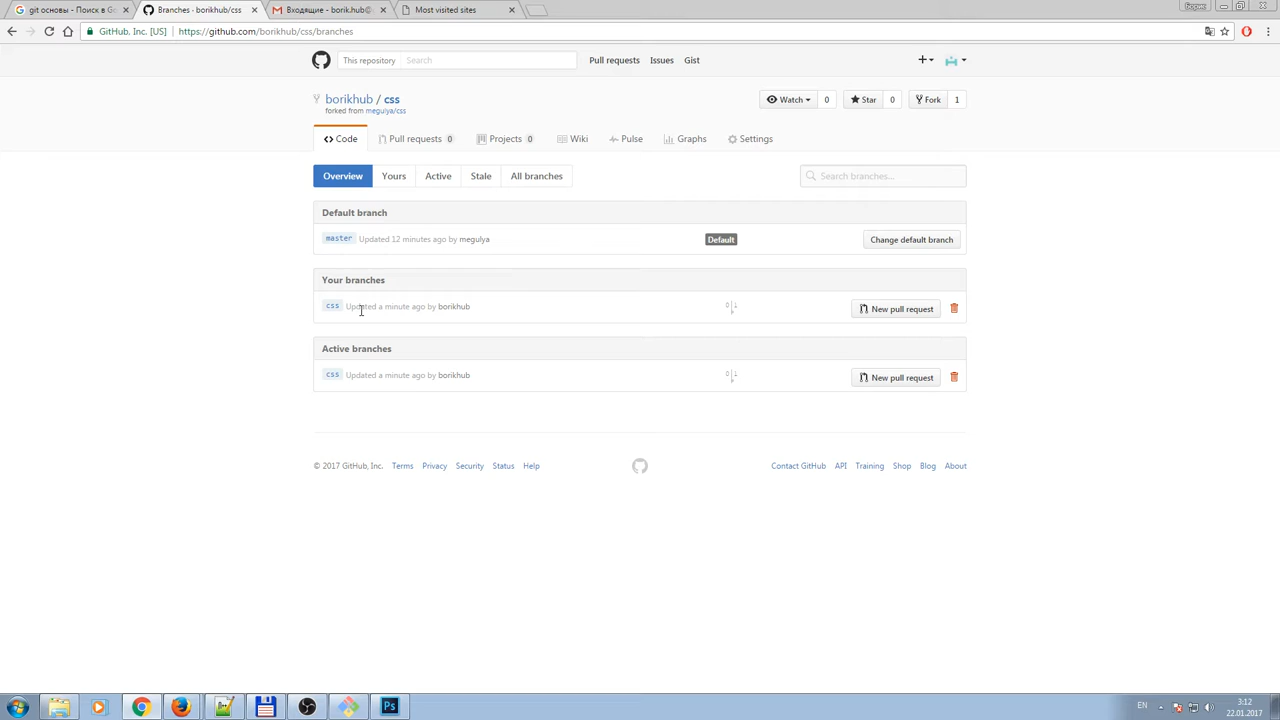 git основы - Поиск в G
Branches · borikhub/css
Входящие - borik.hub@
Most visited sites
GitHub, Inc. [US]
https://github.com/borikhub/css/branches
This repository
Search
Pull requests
Issues
Gist
borikhub / css
forked from megulya/css
Watch
0
Star
0
Fork
1
Code
Pull requests 0
Projects 0
Wiki
Pulse
Graphs
Settings
Overview
Yours
Active
Stale
All branches
Search branches...
Default branch
master Updated 12 minutes ago by megulya
Default
Change default branch
Your branches
css Updated a minute ago by borikhub
0 1
New pull request
Active branches
css Updated a minute ago by borikhub
0 1
New pull request
© 2017 GitHub, Inc.
Terms
Privacy
Security
Status
Help
Contact GitHub
API
Training
Shop
Blog
About
Ps
EN
3:12
22.01.2017